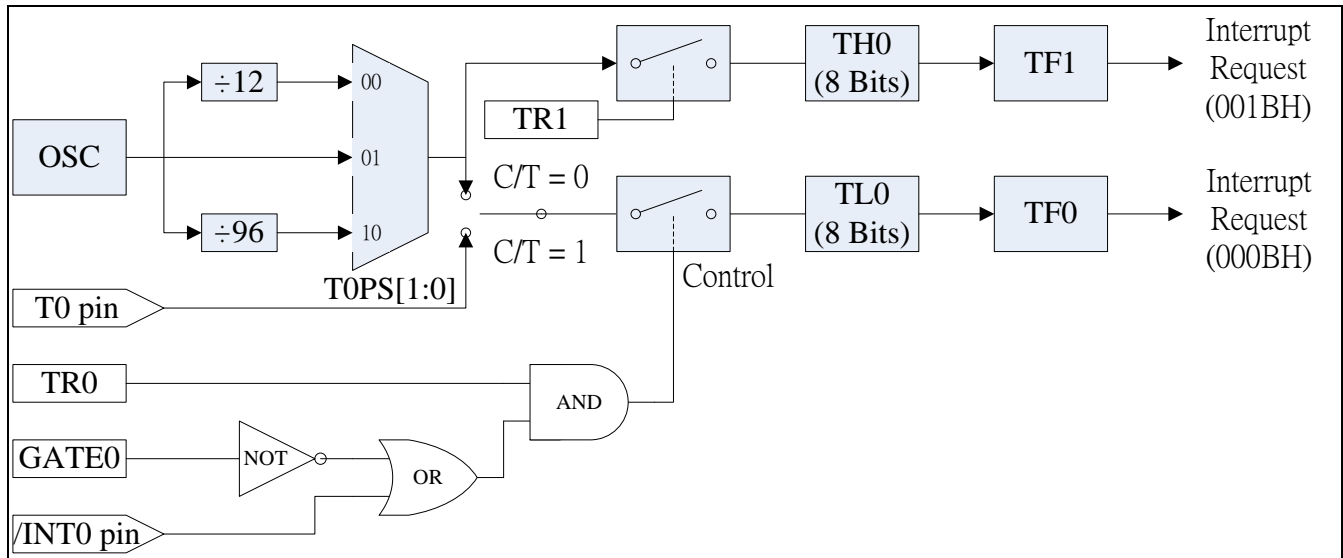 ÷12
00
TH0
(8 Bits)
TF1
Interrupt
Request
(001BH)
TR1
OSC
01
C/T = 0
÷96
10
C/T = 1
TL0
(8 Bits)
TF0
Interrupt
Request
(000BH)
T0PS[1:0]
Control
T0 pin
TR0
AND
GATE0
NOT
OR
/INT0 pin